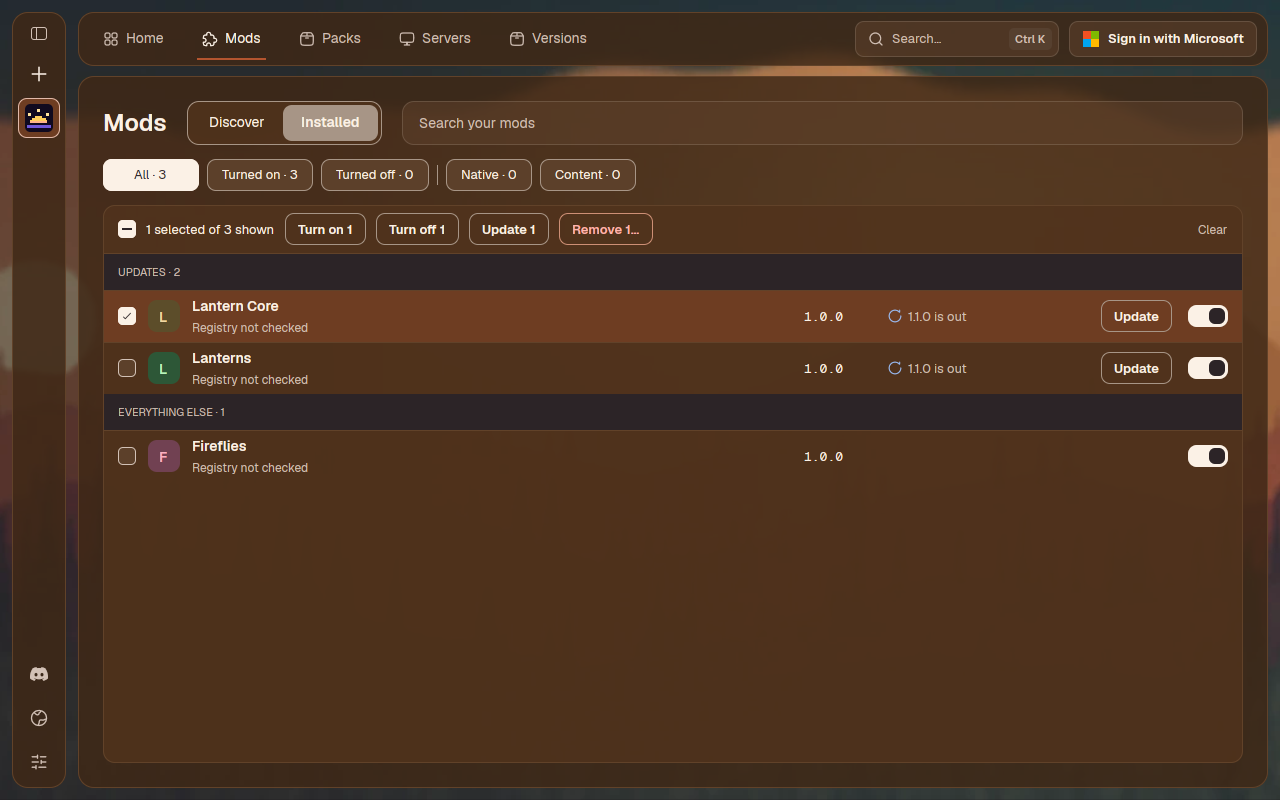 Home
Mods
Packs
Servers
Versions
Search...
Ctrl K
Sign in with Microsoft
Mods
Discover
Installed
Search your mods
All · 3
Turned on · 3
Turned off · 0
Native · 0
Content · 0
1 selected of 3 shown
Turn on 1
Turn off 1
Update 1
Remove 1...
Clear
UPDATES · 2
L
Lantern Core
Registry not checked
1.0.0
1.1.0 is out
Update
L
Lanterns
Registry not checked
1.0.0
1.1.0 is out
Update
EVERYTHING ELSE · 1
F
Fireflies
Registry not checked
1.0.0